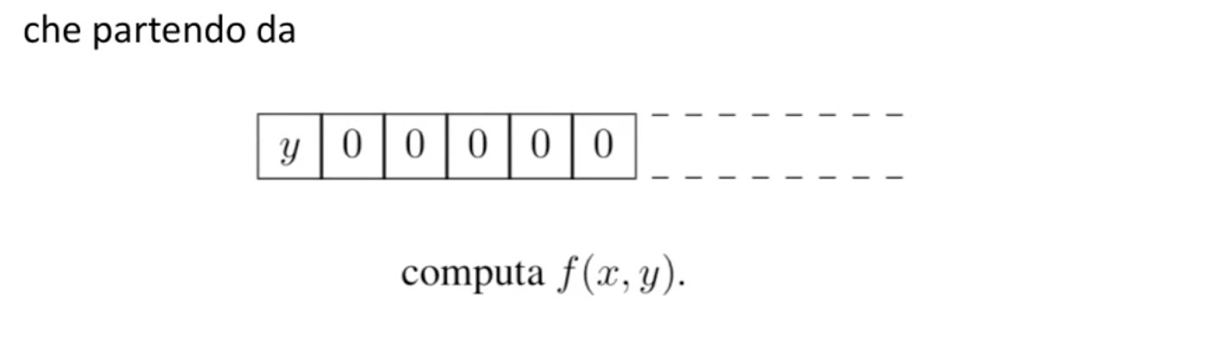 che partendo da
y 0 0 0 0 0
computa f(x, y).